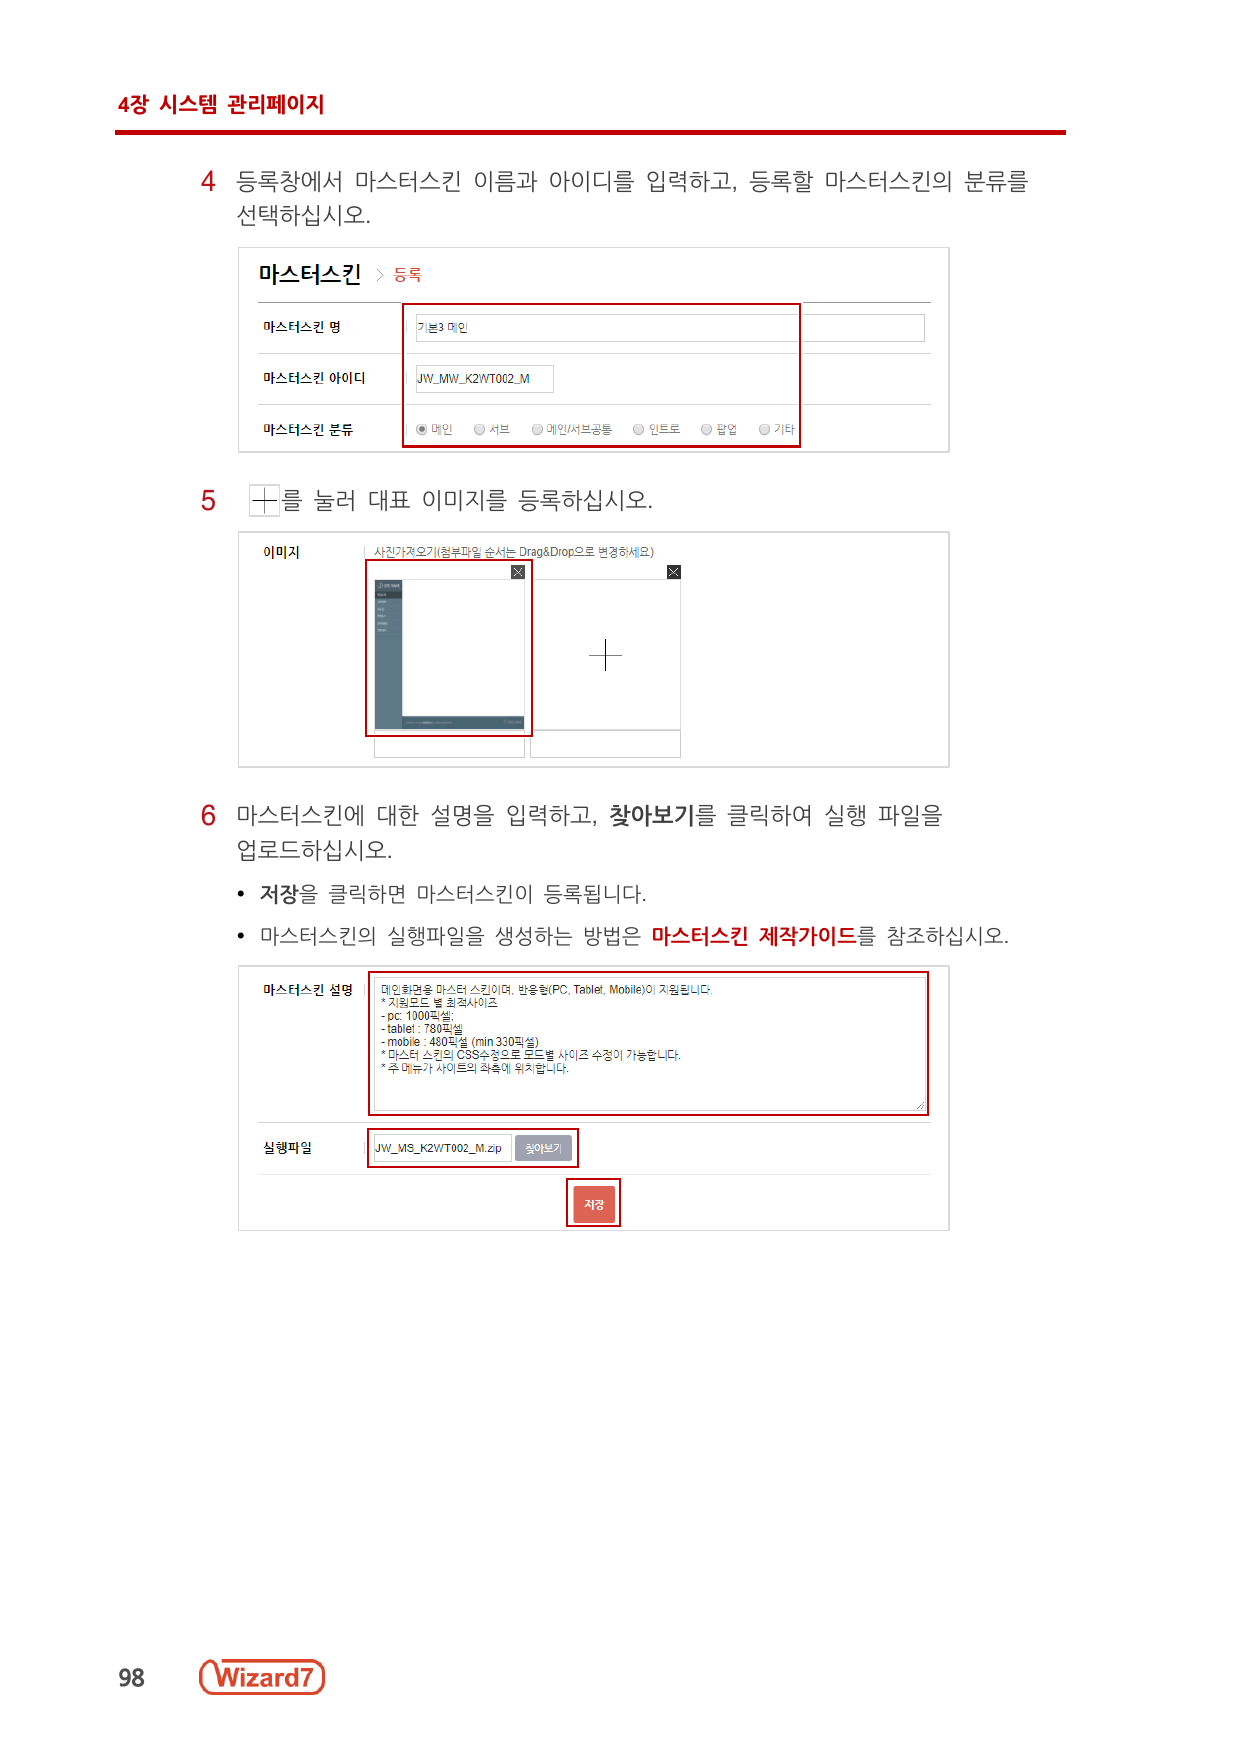 4장 시스템 관리페이지
4 등록창에서 마스터스킨 이름과 아이디를 입력하고, 등록할 마스터스킨의 분류를
선택하십시오.
마스터스킨 > 등록
마스터스킨 명 기본3 메인
마스터스킨 아이디 JW_MW_K2WT002_M
마스터스킨 분류 메인 서브 메인/서브공통 인트로 팝업 기타
5 를 눌러 대표 이미지를 등록하십시오.
이미지 사진가져오기(첨부파일 순서는 Drag&Drop으로 변경하세요)
6 마스터스킨에 대한 설명을 입력하고, 찾아보기를 클릭하여 실행 파일을
업로드하십시오.
• 저장을 클릭하면 마스터스킨이 등록됩니다.
• 마스터스킨의 실행파일을 생성하는 방법은 마스터스킨 제작가이드를 참조하십시오.
마스터스킨 설명 메인화면용 마스터 스킨이며, 반응형(PC, Tablet, Mobile)이 지원됩니다.
* 지원모드 별 최적사이즈
- pc: 1000픽셀;
- tablet : 780픽셀
- mobile : 480픽셀 (min 330픽셀)
* 마스터 스킨의 CSS수정으로 모드별 사이즈 수정이 가능합니다.
* 주 메뉴가 사이트의 좌측에 위치합니다.
실행파일 JW_MS_K2WT002_M.zip 찾아보기
저장
98 Wizard7